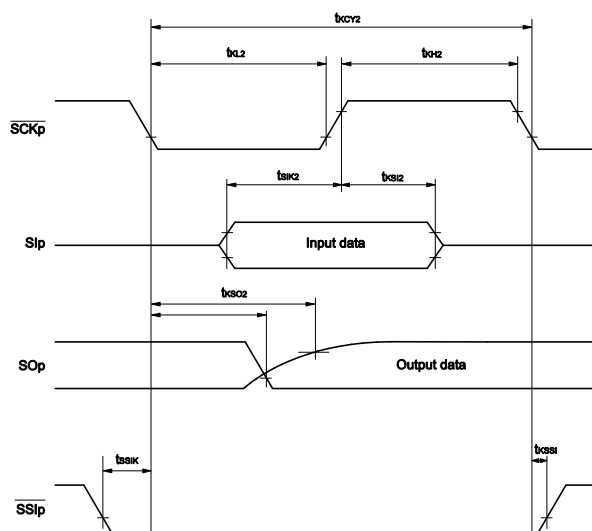 tKCY2
tKL2
tKH2
SCKp
tSIK2
tKSI2
SIp
Input data
tKSO2
SOp
Output data
tSSIK
tKSSI
SSIp